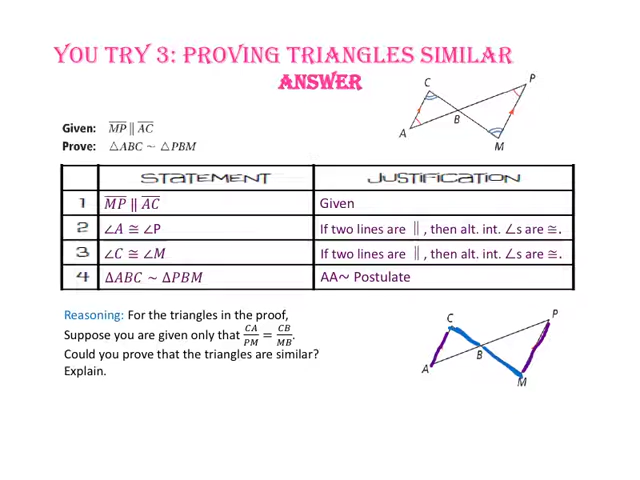 YOU TRY 3: PROVING TRIANGLES SIMILAR
ANSWER
C
P
B
A
M
Given: MP ∥ AC
Prove: △ABC ~ △PBM
STATEMENT JUSTIFICATION
1 MP ∥ AC Given
2 ∠A ≅ ∠P If two lines are ∥ , then alt. int. ∠s are ≅.
3 ∠C ≅ ∠M If two lines are ∥ , then alt. int. ∠s are ≅.
4 ΔABC ~ ΔPBM AA~ Postulate
Reasoning: For the triangles in the proof,
Suppose you are given only that CA/PM = CB/MB.
Could you prove that the triangles are similar?
Explain.
C
P
B
A
M